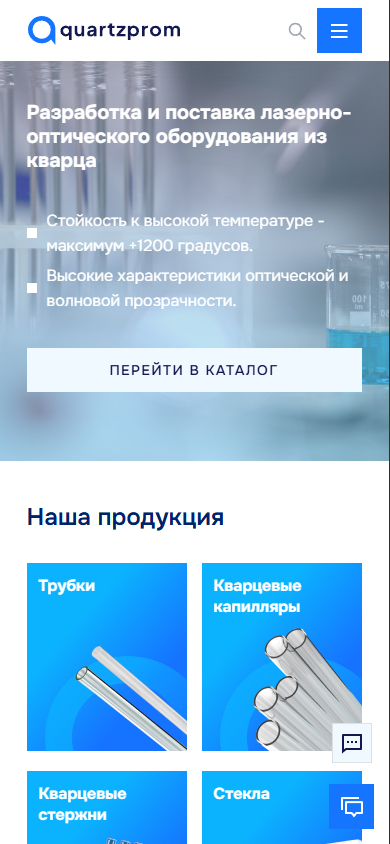 quartzprom
Разработка и поставка лазерно-
оптического оборудования из
кварца
Стойкость к высокой температуре -
максимум +1200 градусов.
Высокие характеристики оптической и
волновой прозрачности.
ПЕРЕЙТИ В КАТАЛОГ
Наша продукция
Трубки
Кварцевые
капилляры
Кварцевые
стержни
Стекла